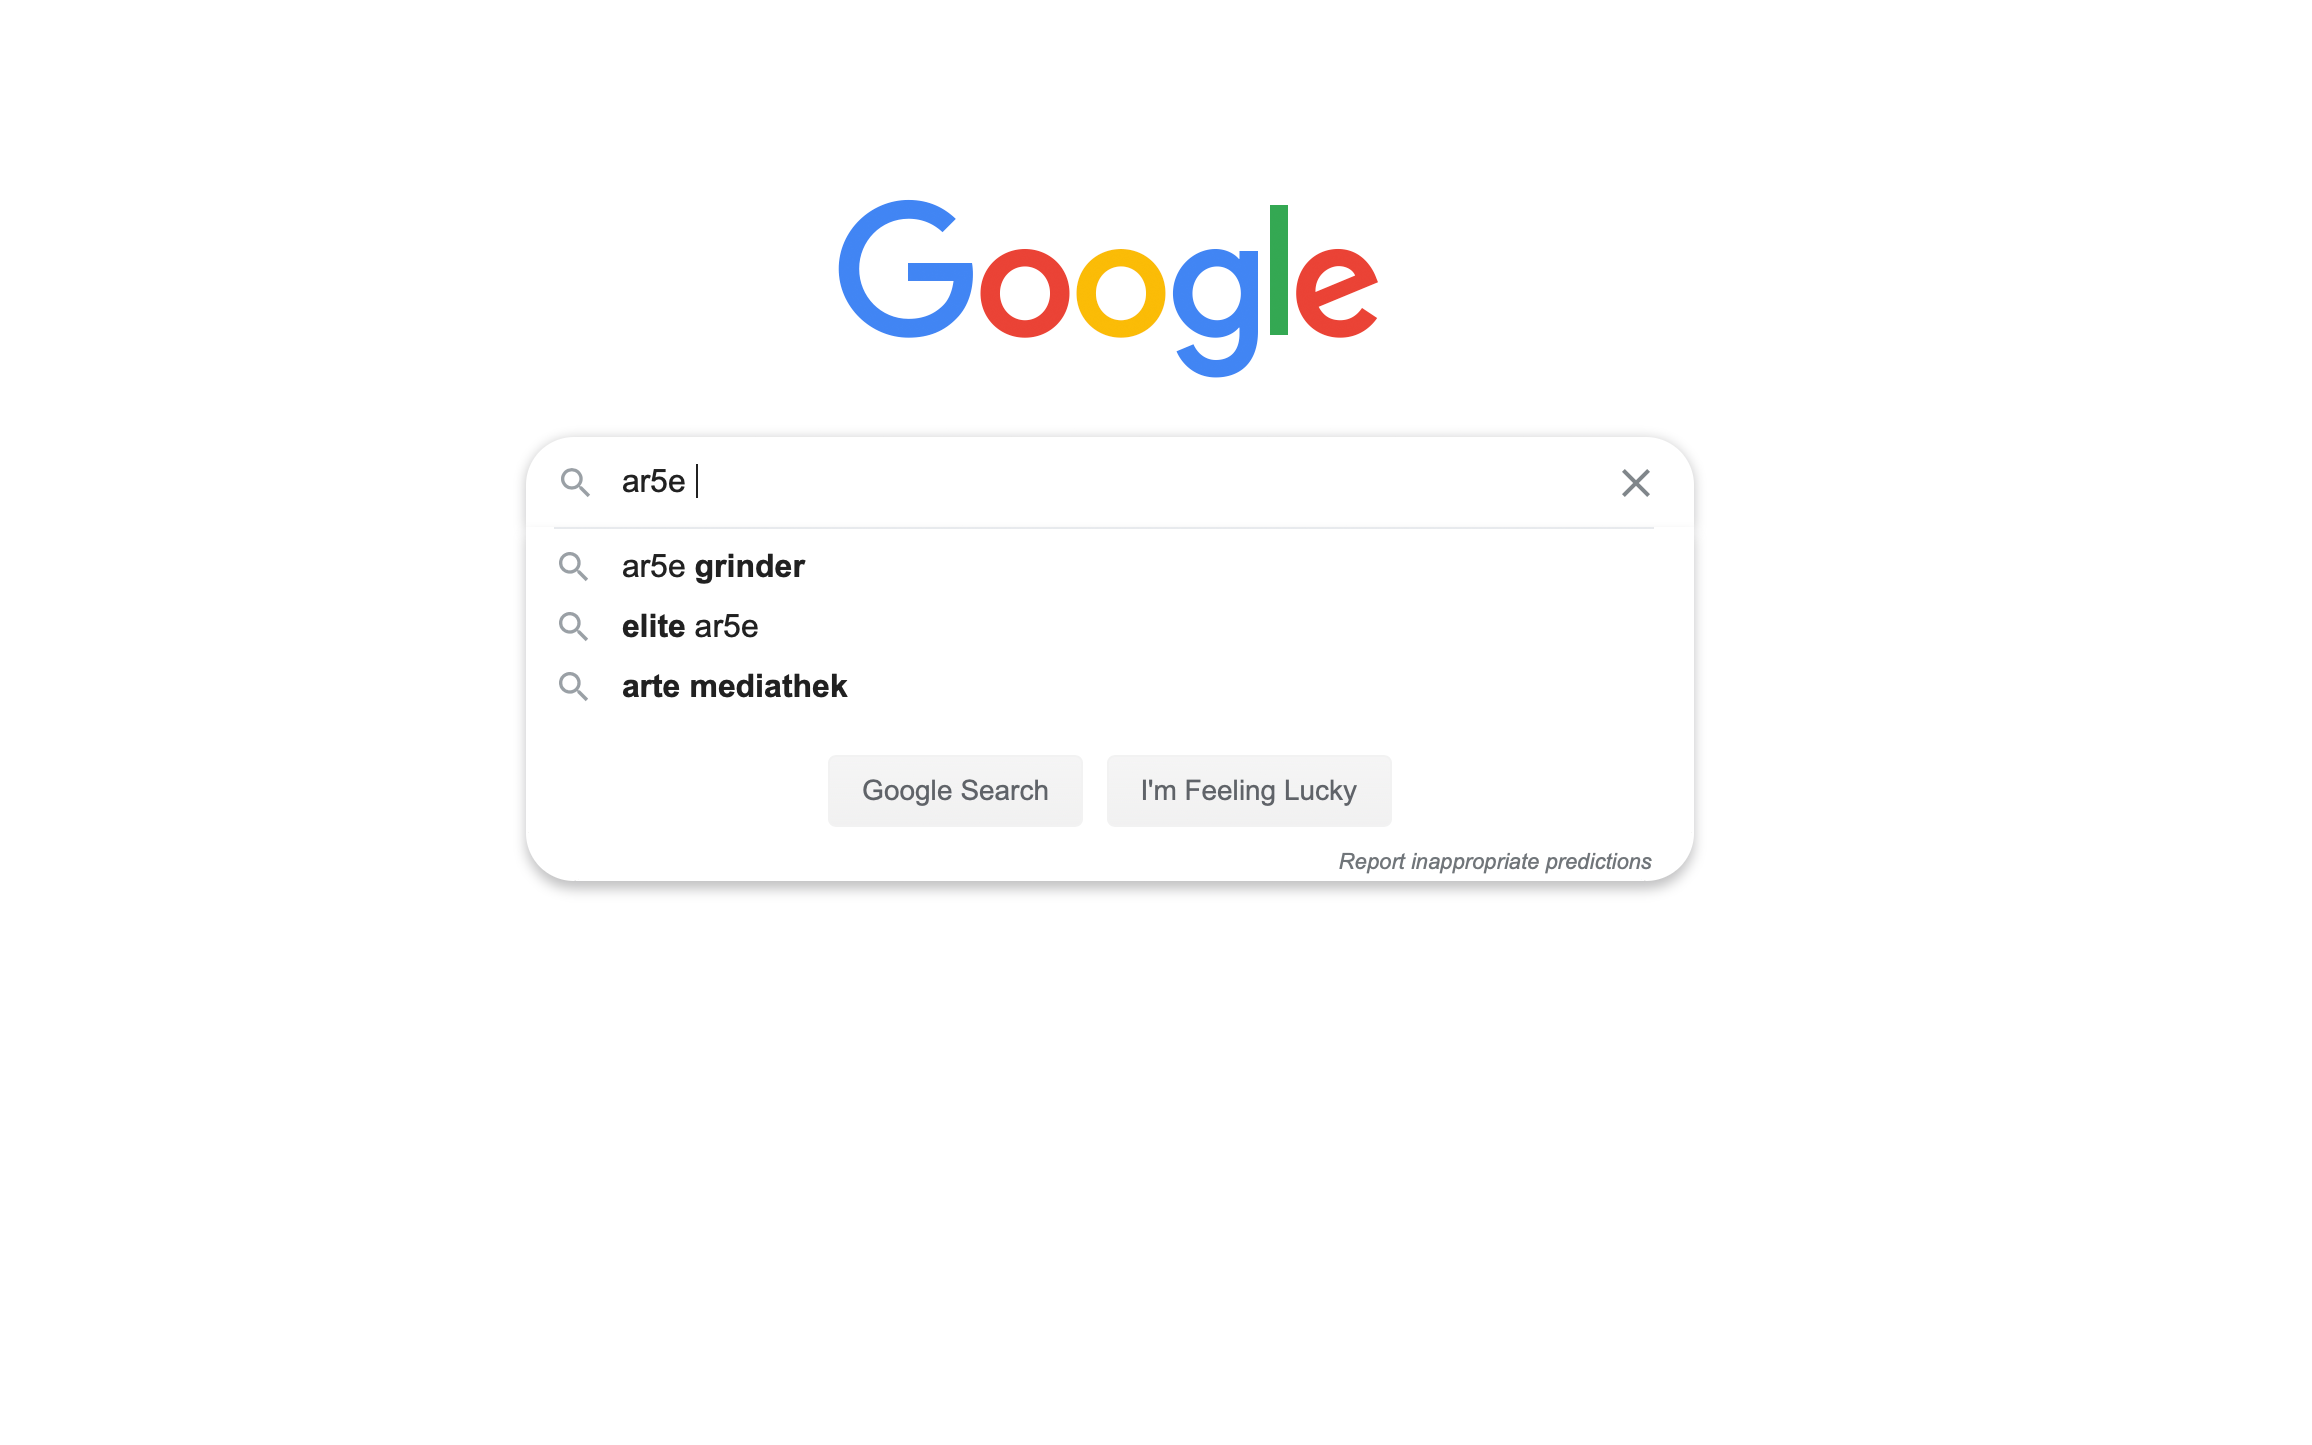 Google
ar5e
ar5e grinder
elite ar5e
arte mediathek
Google Search
I'm Feeling Lucky
Report inappropriate predictions